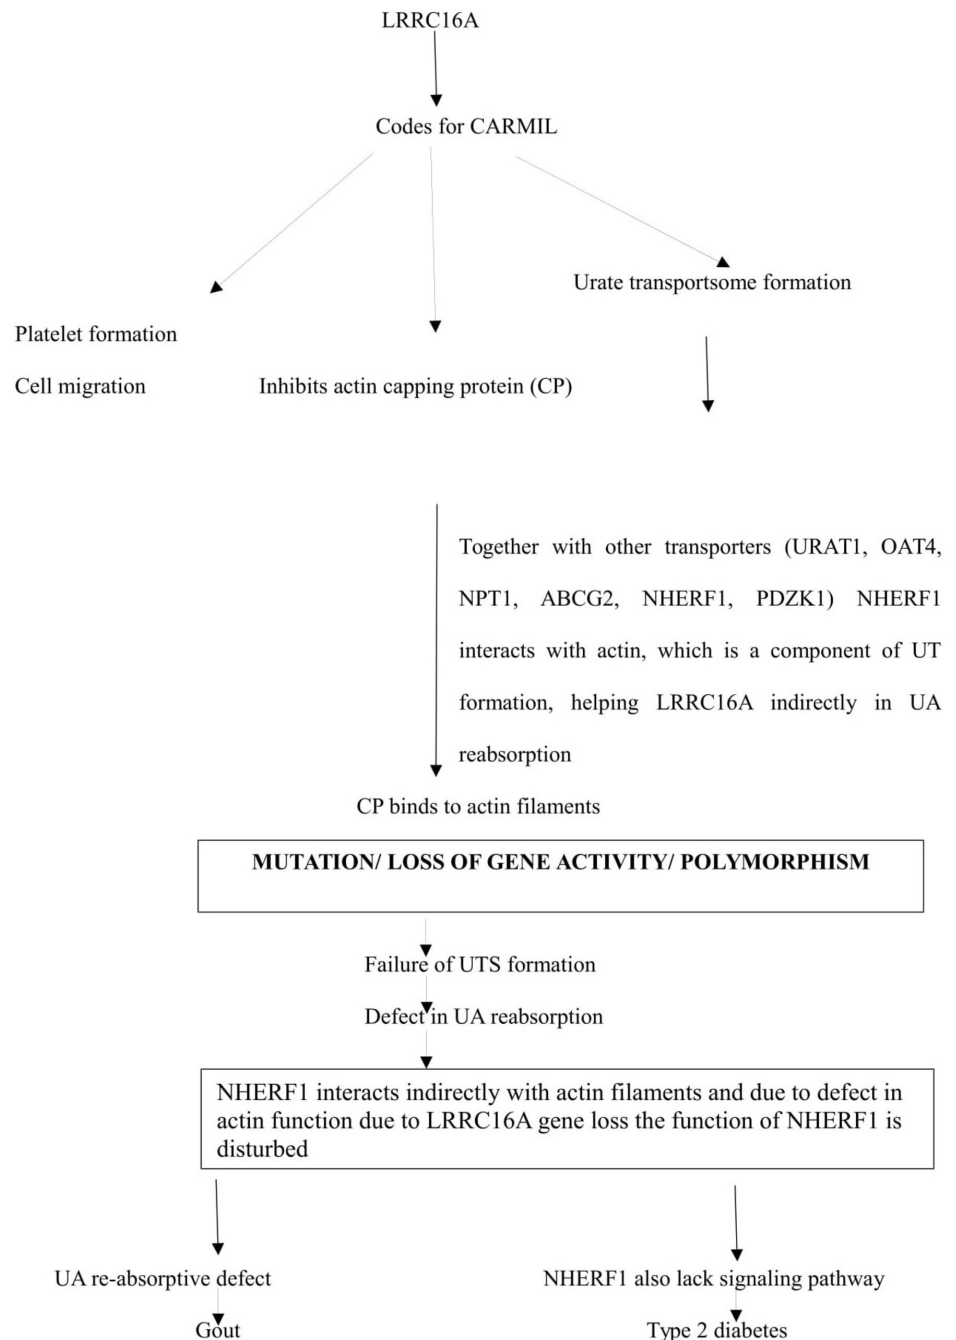 LRRC16A
Codes for CARMIL
Urate transportsome formation
Platelet formation
Cell migration
Inhibits actin capping protein (CP)
Together with other transporters (URAT1, OAT4,
NPT1, ABCG2, NHERF1, PDZK1) NHERF1
interacts with actin, which is a component of UT
formation, helping LRRC16A indirectly in UA
reabsorption
CP binds to actin filaments
MUTATION/ LOSS OF GENE ACTIVITY/ POLYMORPHISM
Failure of UTS formation
Defect in UA reabsorption
NHERF1 interacts indirectly with actin filaments and due to defect in
actin function due to LRRC16A gene loss the function of NHERF1 is
disturbed
UA re-absorptive defect
NHERF1 also lack signaling pathway
Gout
Type 2 diabetes